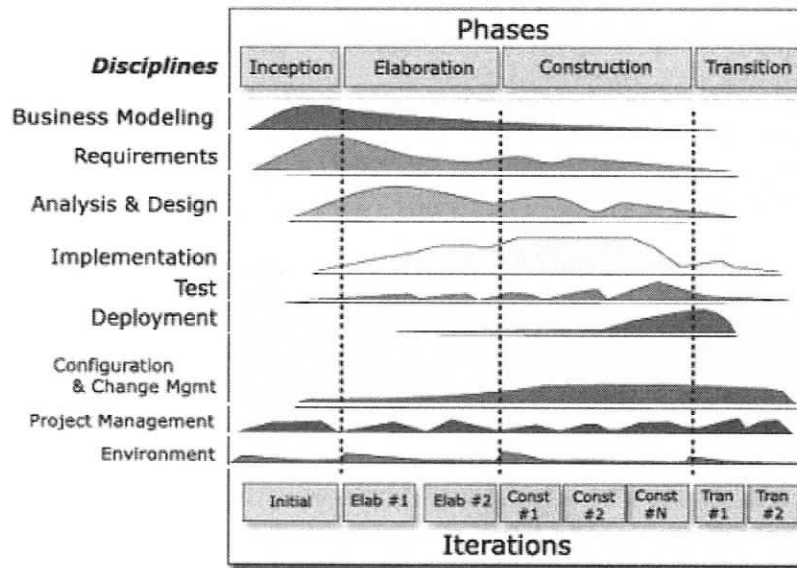 Phases
Disciplines Inception Elaboration Construction Transition
Business Modeling
Requirements
Analysis & Design
Implementation
Test
Deployment
Configuration
& Change Mgmt
Project Management
Environment
Initial Elab #1 Elab #2 Const #1 Const #2 Const #N Tran #1 Tran #2
Iterations